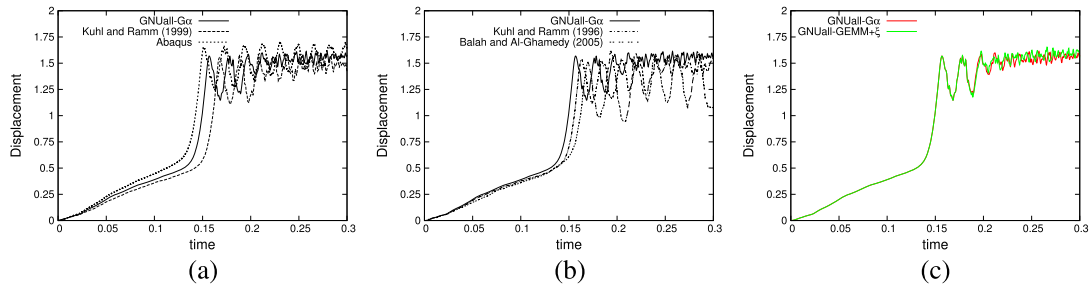 GNUall-Gα
Kuhl and Ramm (1999)
Abaqus
Displacement
2
1.75
1.5
1.25
1
0.75
0.5
0.25
0
0 0.05 0.1 0.15 0.2 0.25 0.3
time
(a)
GNUall-Gα
Kuhl and Ramm (1996)
Balah and Al-Ghamedy (2005)
Displacement
2
1.75
1.5
1.25
1
0.75
0.5
0.25
0
0 0.05 0.1 0.15 0.2 0.25 0.3
time
(b)
GNUall-Gα
GNUall-GEMM+ξ
Displacement
2
1.75
1.5
1.25
1
0.75
0.5
0.25
0
0 0.05 0.1 0.15 0.2 0.25 0.3
time
(c)